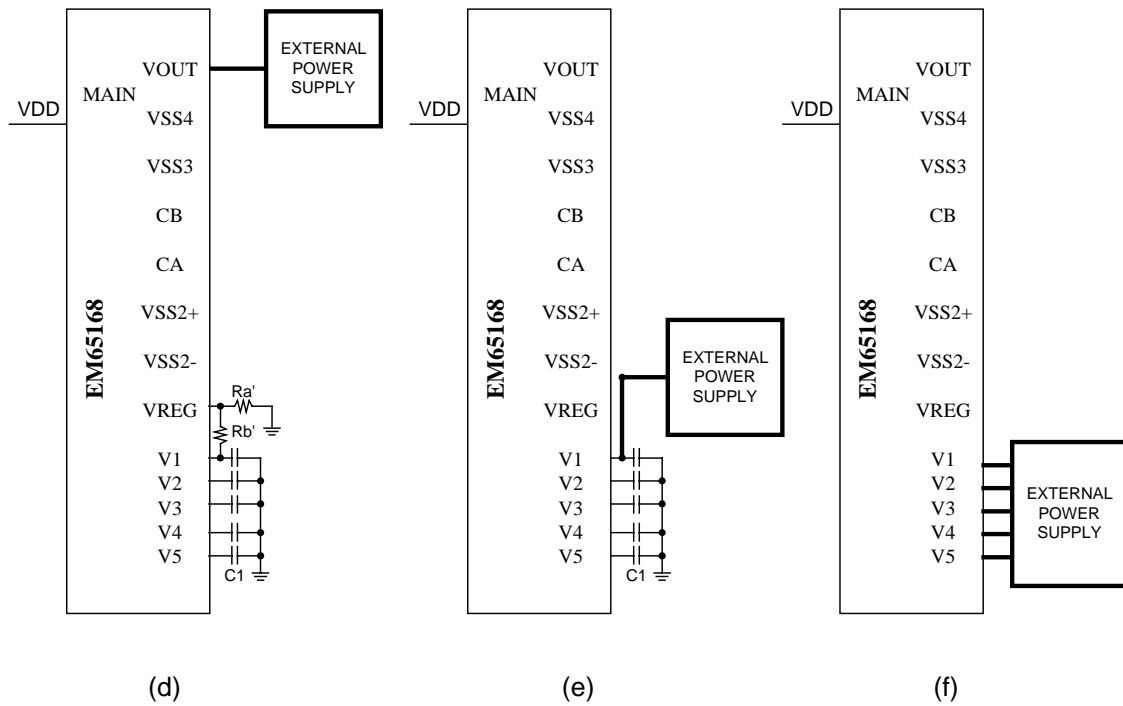 VDD
MAIN
EM65168
VOUT
VSS4
VSS3
CB
CA
VSS2+
VSS2-
VREG
V1
V2
V3
V4
V5
Ra'
Rb'
C1
EXTERNAL
POWER
SUPPLY
(d)
VDD
MAIN
EM65168
VOUT
VSS4
VSS3
CB
CA
VSS2+
VSS2-
VREG
V1
V2
V3
V4
V5
C1
EXTERNAL
POWER
SUPPLY
(e)
VDD
MAIN
EM65168
VOUT
VSS4
VSS3
CB
CA
VSS2+
VSS2-
VREG
V1
V2
V3
V4
V5
EXTERNAL
POWER
SUPPLY
(f)